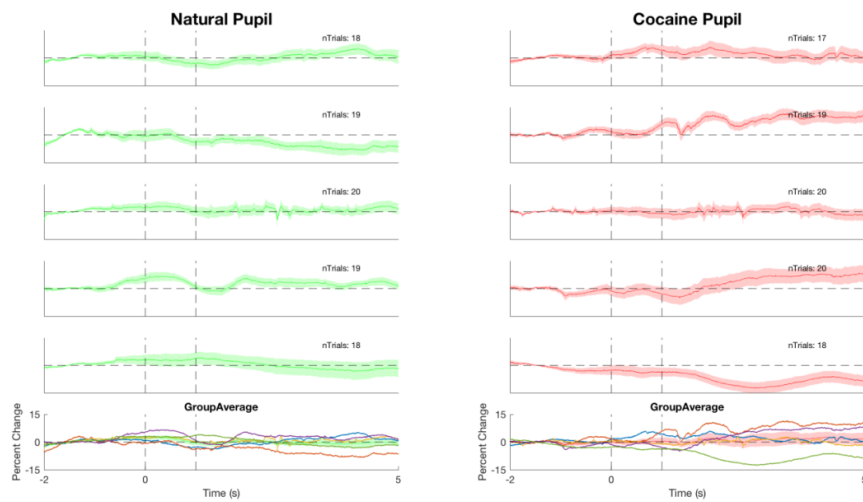 Natural Pupil
nTrials: 18
nTrials: 19
nTrials: 20
nTrials: 19
nTrials: 18
GroupAverage
15
0
-15
Percent Change
-2
0
5
Time (s)
Cocaine Pupil
nTrials: 17
nTrials: 19
nTrials: 20
nTrials: 20
nTrials: 18
GroupAverage
15
0
-15
Percent Change
-2
0
Time (s)